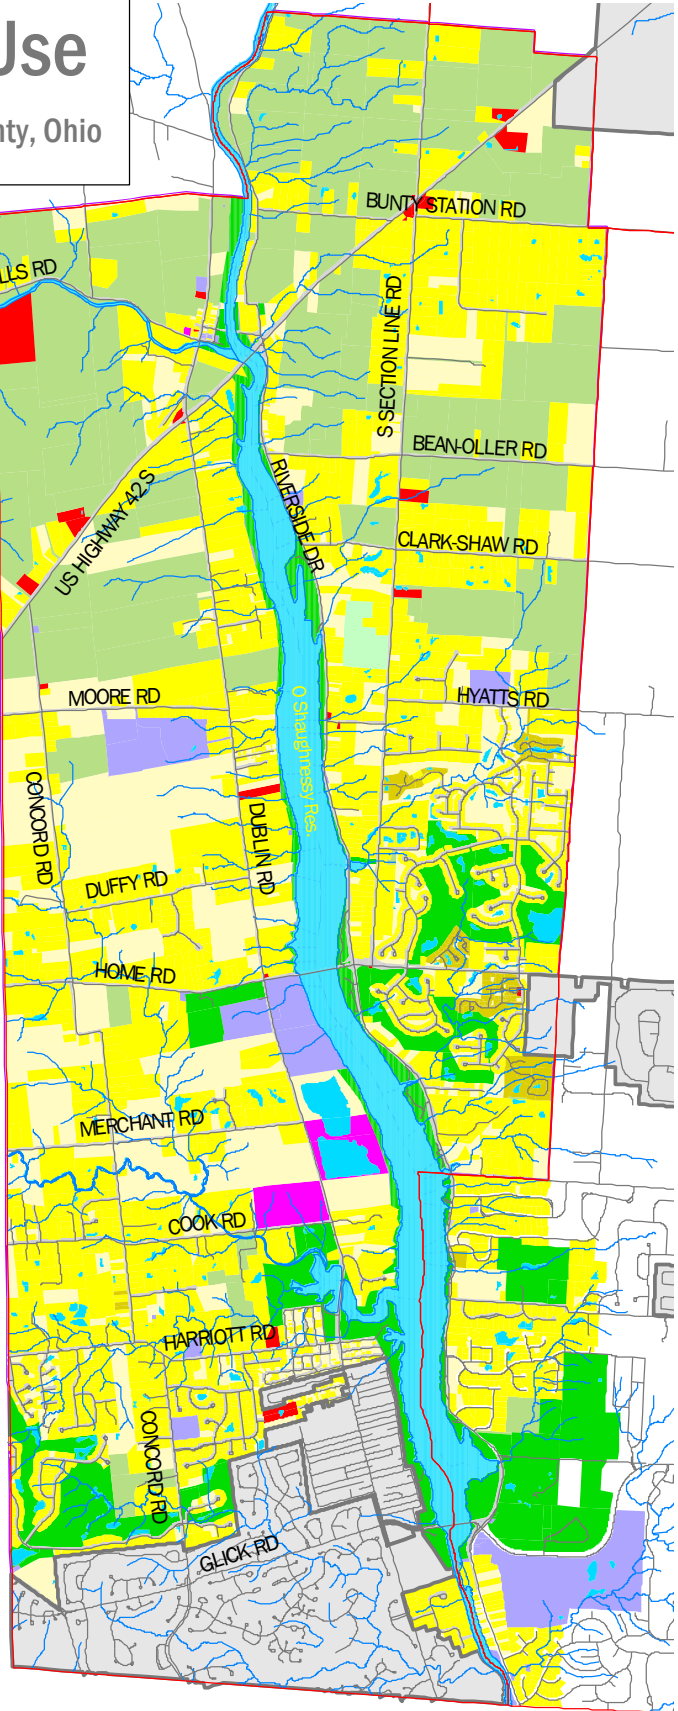 Use
nty, Ohio
BUNTY STATION RD
LLS RD
S SECTION LINE RD
BEAN-OLLER RD
RIVERSIDE DR
US HIGHWAY 42 S
CLARK-SHAW RD
MOORE RD
HYATTS RD
O Shaughnessy Res.
CONCORD RD
DUBLIN RD
DUFFY RD
HOME RD
MERCHANT RD
COOK RD
HARRIOTT RD
CONCORD RD
GLICK RD